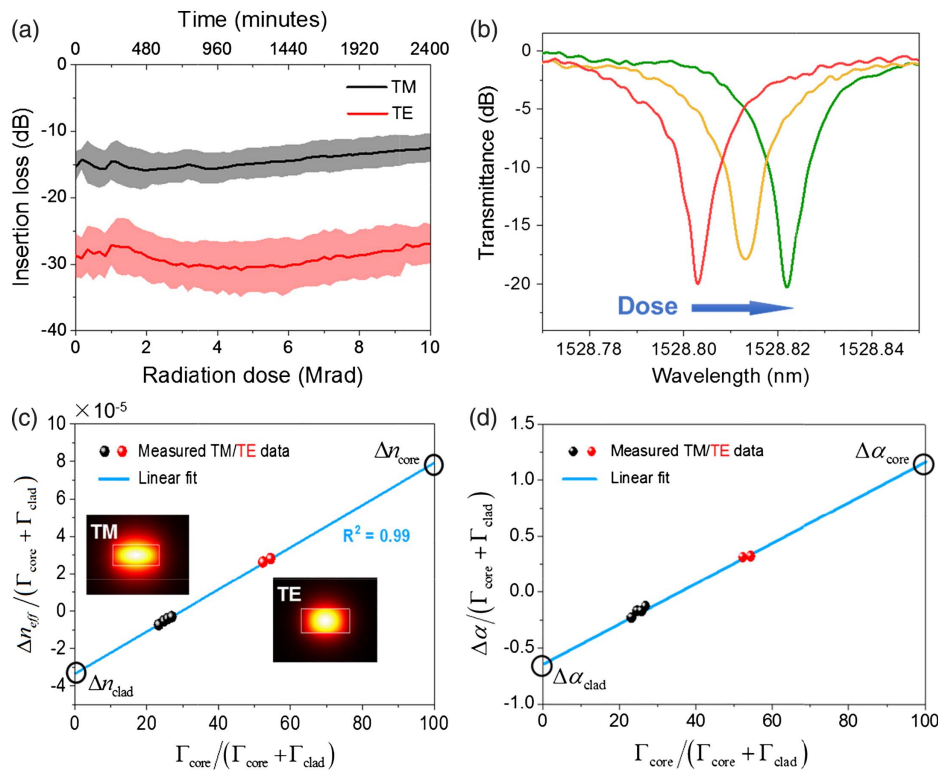 (a)
Time (minutes)
0 480 960 1440 1920 2400
0
-10
-20
-30
-40
Insertion loss (dB)
TM
TE
0 2 4 6 8 10
Radiation dose (Mrad)
(b)
0
-5
-10
-15
-20
Transmittance (dB)
Dose
1528.78 1528.80 1528.82 1528.84
Wavelength (nm)
(c)
×10⁻⁵
10
8
6
4
2
0
-2
-4
Δn_eff/(Γ_core + Γ_clad)
Measured TM/TE data
Linear fit
Δn_core
TM
R² = 0.99
TE
Δn_clad
0 20 40 60 80 100
Γ_core/(Γ_core + Γ_clad)
(d)
1.5
1.0
0.5
0.0
-0.5
-1.0
Δα/(Γ_core + Γ_clad)
Measured TM/TE data
Linear fit
Δα_core
Δα_clad
0 20 40 60 80 100
Γ_core/(Γ_core + Γ_clad)